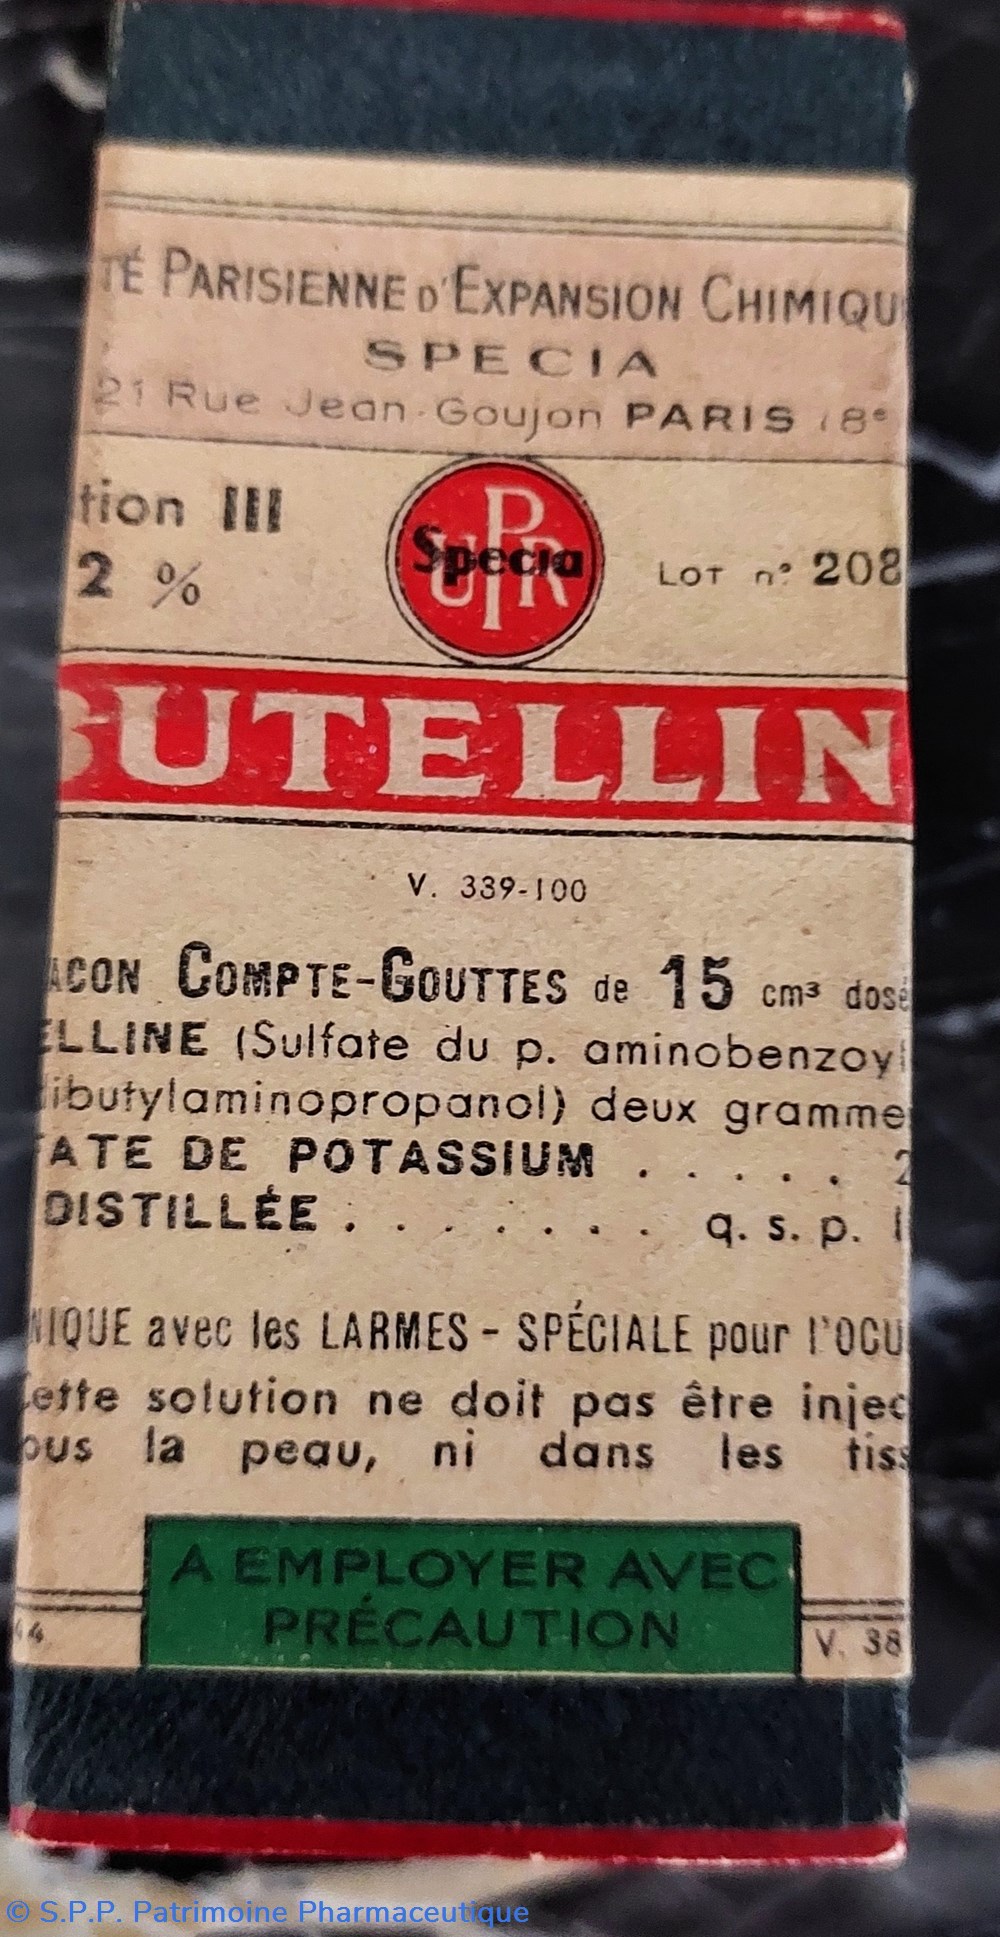 TÉ PARISIENNE D'EXPANSION CHIMIQU
SPECIA
21 Rue Jean-Goujon PARIS (8e
tion III
2 %
UPR
Specia
LOT n° 208
BUTELLIN
V. 339-100
ACON COMPTE-GOUTTES de 15 cm³ dosé
ELLINE (Sulfate du p. aminobenzoyl
dibutylaminopropanol) deux gramme
TATE DE POTASSIUM . . . . . 2
DISTILLÉE . . . . . . . q. s. p. 1
NIQUE avec les LARMES - SPÉCIALE pour l'OCU
Cette solution ne doit pas être injec
ous la peau, ni dans les tiss
A EMPLOYER AVEC
PRÉCAUTION
44
V. 38
© S.P.P. Patrimoine Pharmaceutique